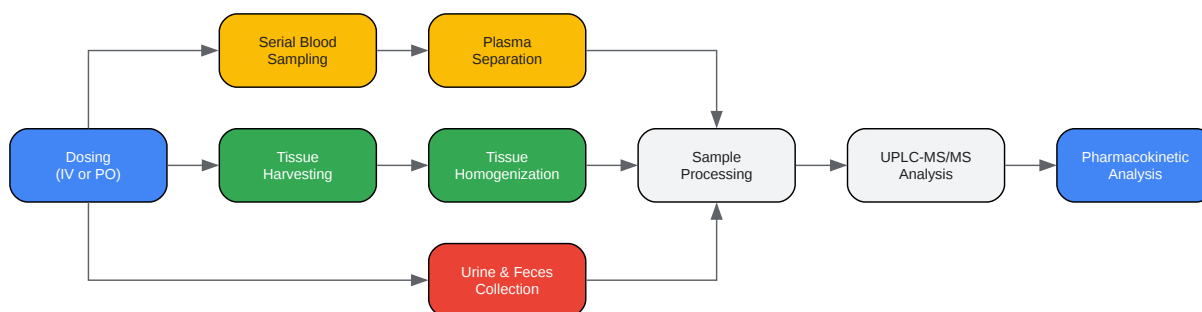 Serial Blood
Sampling
Plasma
Separation
Dosing
(IV or PO)
Tissue
Harvesting
Tissue
Homogenization
Sample
Processing
UPLC-MS/MS
Analysis
Pharmacokinetic
Analysis
Urine & Feces
Collection